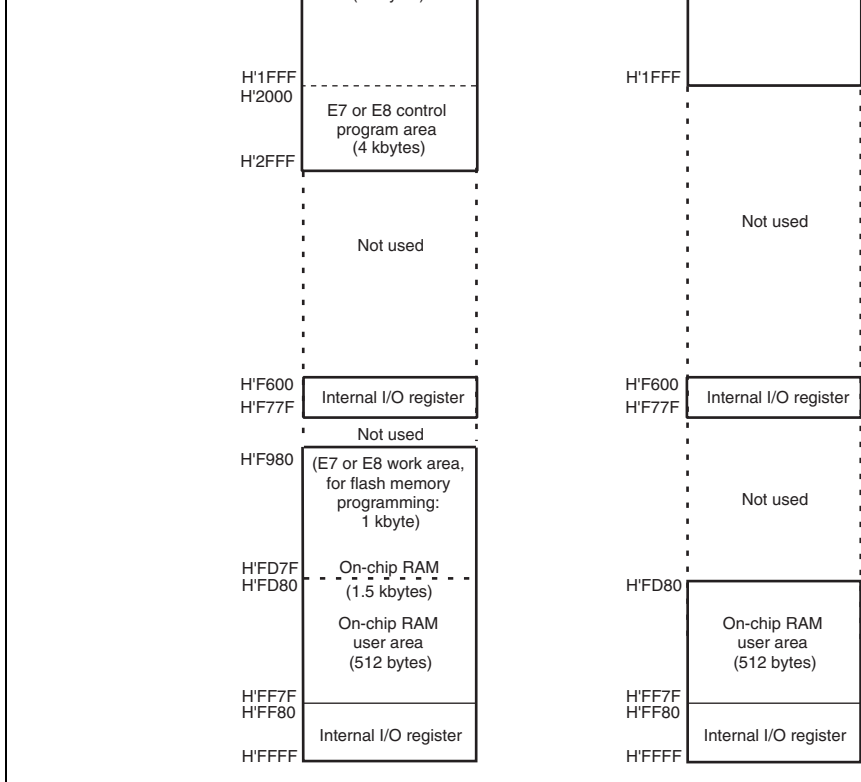 H'1FFF
H'2000
E7 or E8 control
program area
(4 kbytes)
H'2FFF
Not used
H'F600
Internal I/O register
H'F77F
Not used
H'F980
(E7 or E8 work area,
for flash memory
programming:
1 kbyte)
H'FD7F
On-chip RAM
H'FD80
(1.5 kbytes)
On-chip RAM
user area
(512 bytes)
H'FF7F
H'FF80
Internal I/O register
H'FFFF
H'1FFF
Not used
H'F600
Internal I/O register
H'F77F
Not used
H'FD80
On-chip RAM
user area
(512 bytes)
H'FF7F
H'FF80
Internal I/O register
H'FFFF